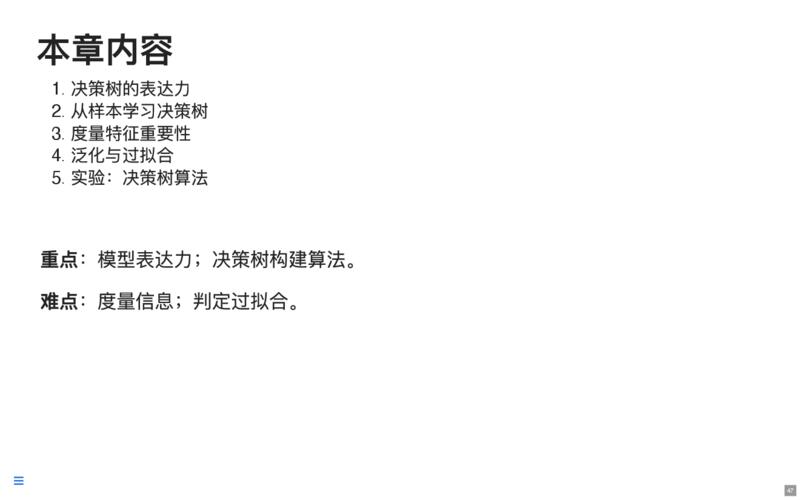 本章内容
1. 决策树的表达力
2. 从样本学习决策树
3. 度量特征重要性
4. 泛化与过拟合
5. 实验：决策树算法
重点：模型表达力；决策树构建算法。
难点：度量信息；判定过拟合。
47